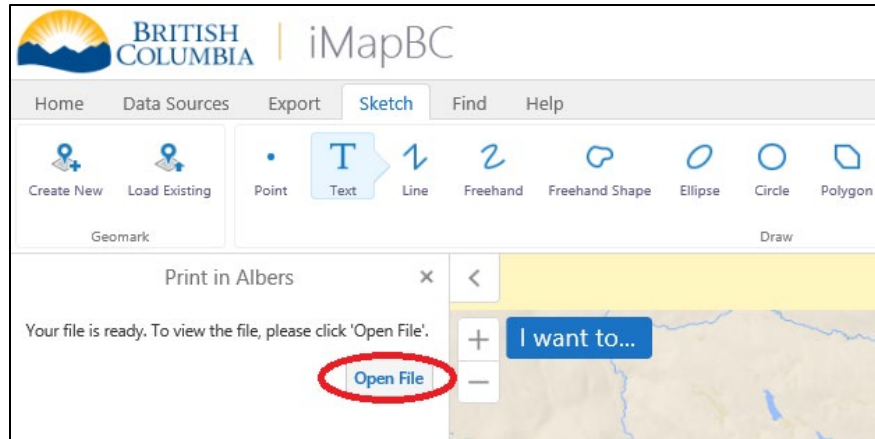 BRITISH
COLUMBIA
iMapBC
Home Data Sources Export Sketch Find Help
Create New Load Existing Point Text Line Freehand Freehand Shape Ellipse Circle Polygon
Geomark Draw
Print in Albers ×
Your file is ready. To view the file, please click 'Open File'.
I want to...
Open File